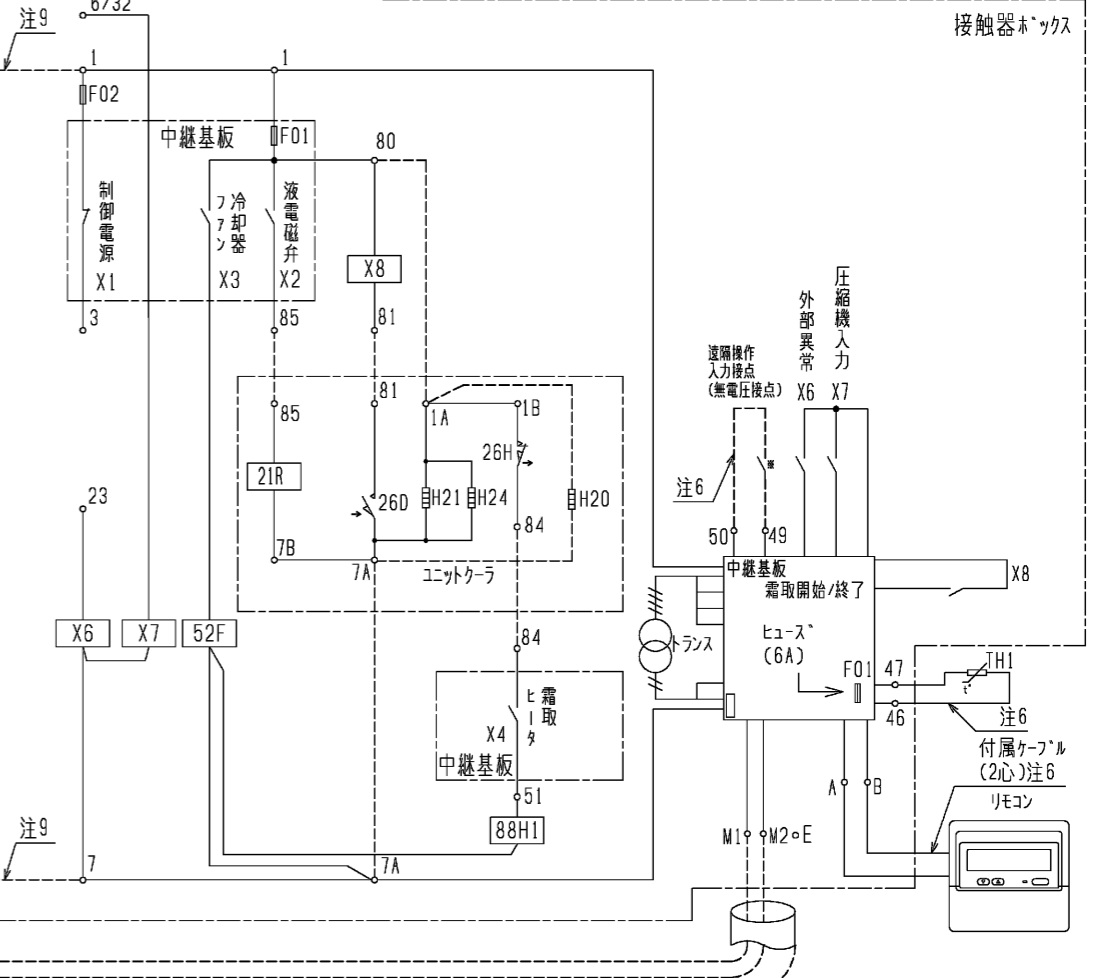 6732
注9
接触器ボックス
1
1
F02
中継基板
F01
80
制御電源
X1
冷却器
ファン
X3
液電磁弁
X2
X8
3
85
81
圧縮機入力
X7
外部異常
X6
遠隔操作
入力接点
(無電圧接点)
81
85
1A
1B
26H
21R
26D
H21
H24
H20
※
注6
23
84
50
49
7B
7A
ユニットクーラ
中継基板
霜取開始/終了
X8
X6
X7
52F
84
トランス
ヒューズ
(6A)
F01
47
TH1
t°
46
注6
霜取
ヒータ
X4
中継基板
付属ケーブル
(2心)注6
リモコン
A
B
51
注9
88H1
M1
M2
E
7
7A